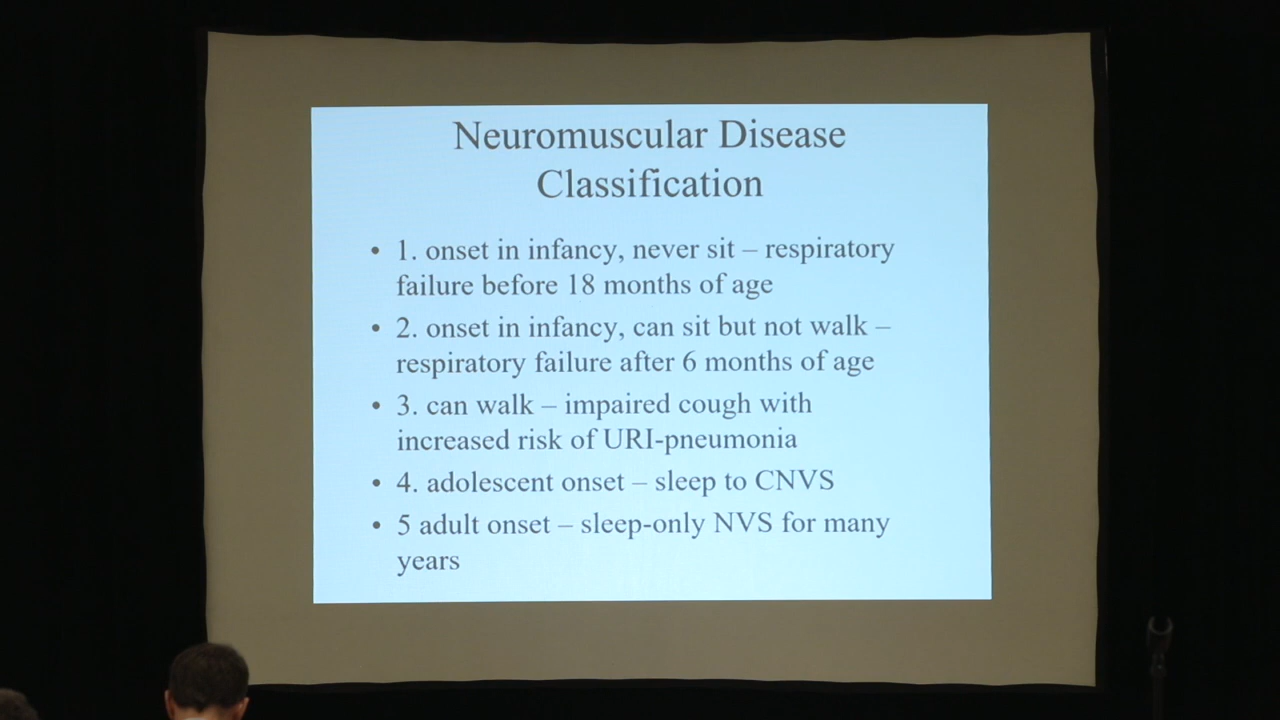 Neuromuscular Disease
Classification
• 1. onset in infancy, never sit – respiratory
failure before 18 months of age
• 2. onset in infancy, can sit but not walk –
respiratory failure after 6 months of age
• 3. can walk – impaired cough with
increased risk of URI-pneumonia
• 4. adolescent onset – sleep to CNVS
• 5 adult onset – sleep-only NVS for many
years